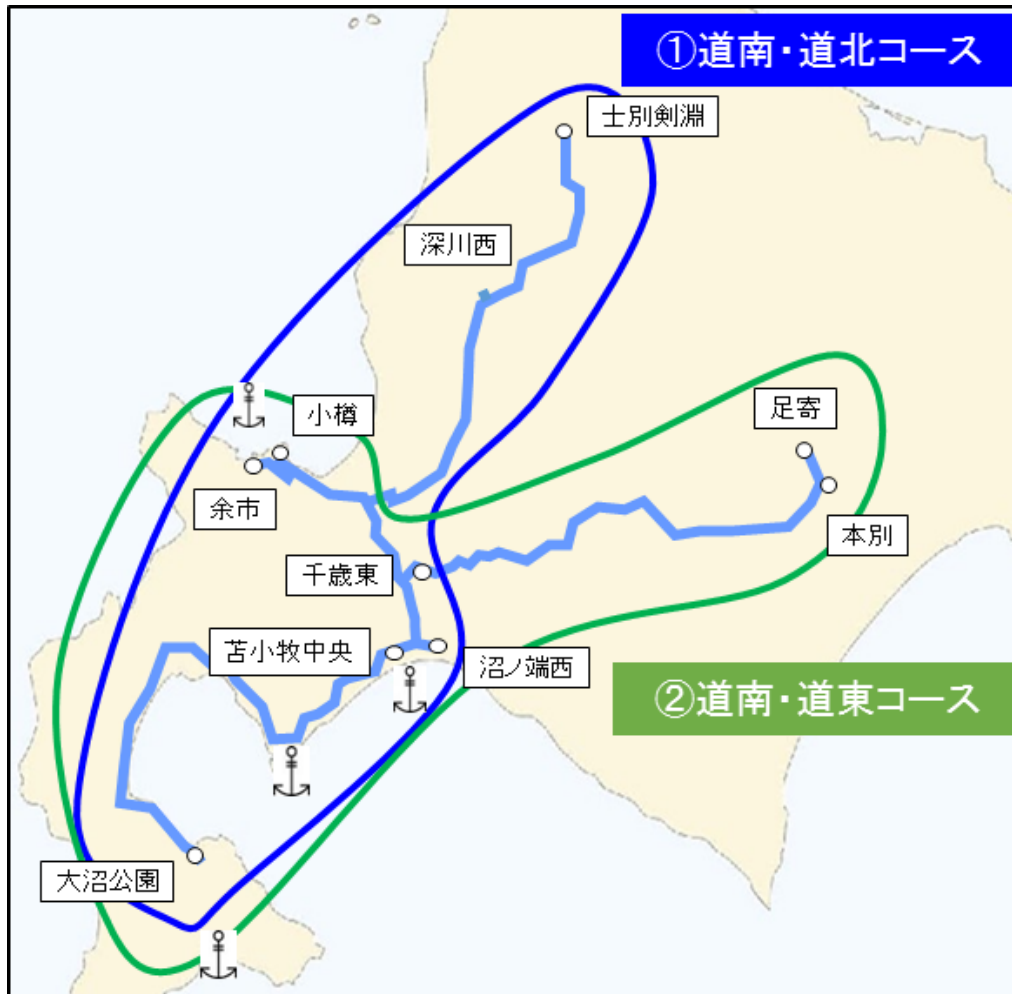 ①道南・道北コース
士別剣淵
深川西
小樽
足寄
余市
本別
千歳東
苫小牧中央
沼ノ端西
②道南・道東コース
大沼公園